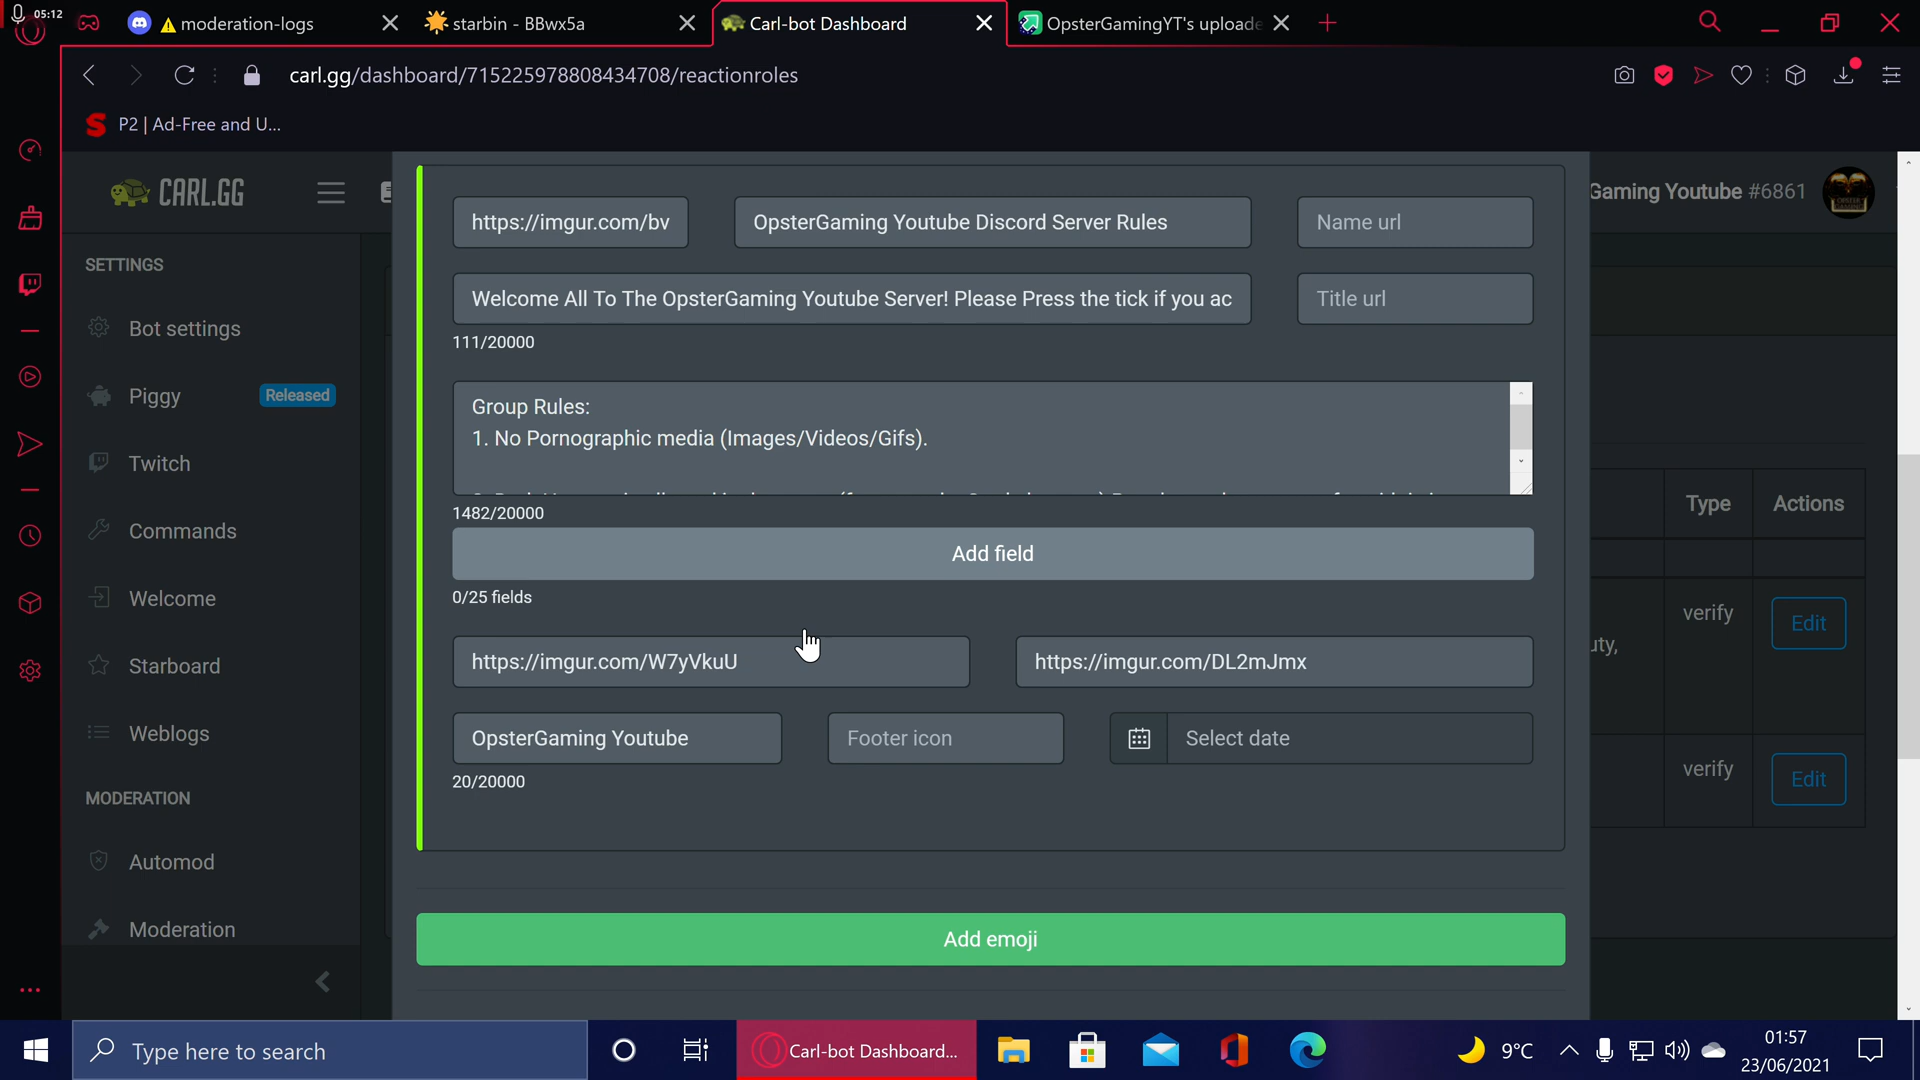 05:12
moderation-logs
starbin - BBwx5a
Carl-bot Dashboard
OpsterGamingYT's uploade
carl.gg/dashboard/715225978808434708/reactionroles
P2 | Ad-Free and U...
CARL.GG
Gaming Youtube #6861
https://imgur.com/bv
OpsterGaming Youtube Discord Server Rules
Name url
SETTINGS
Welcome All To The OpsterGaming Youtube Server! Please Press the tick if you ac
Title url
Bot settings
111/20000
Piggy
Released
Group Rules:
1. No Pornographic media (Images/Videos/Gifs).
Twitch
1482/20000
Type
Actions
Commands
Add field
0/25 fields
Welcome
verify
Edit
https://imgur.com/W7yVkuU
https://imgur.com/DL2mJmx
Starboard
Weblogs
OpsterGaming Youtube
Footer icon
Select date
verify
Edit
20/20000
MODERATION
Automod
Moderation
Add emoji
Type here to search
Carl-bot Dashboard...
9°C
01:57
23/06/2021